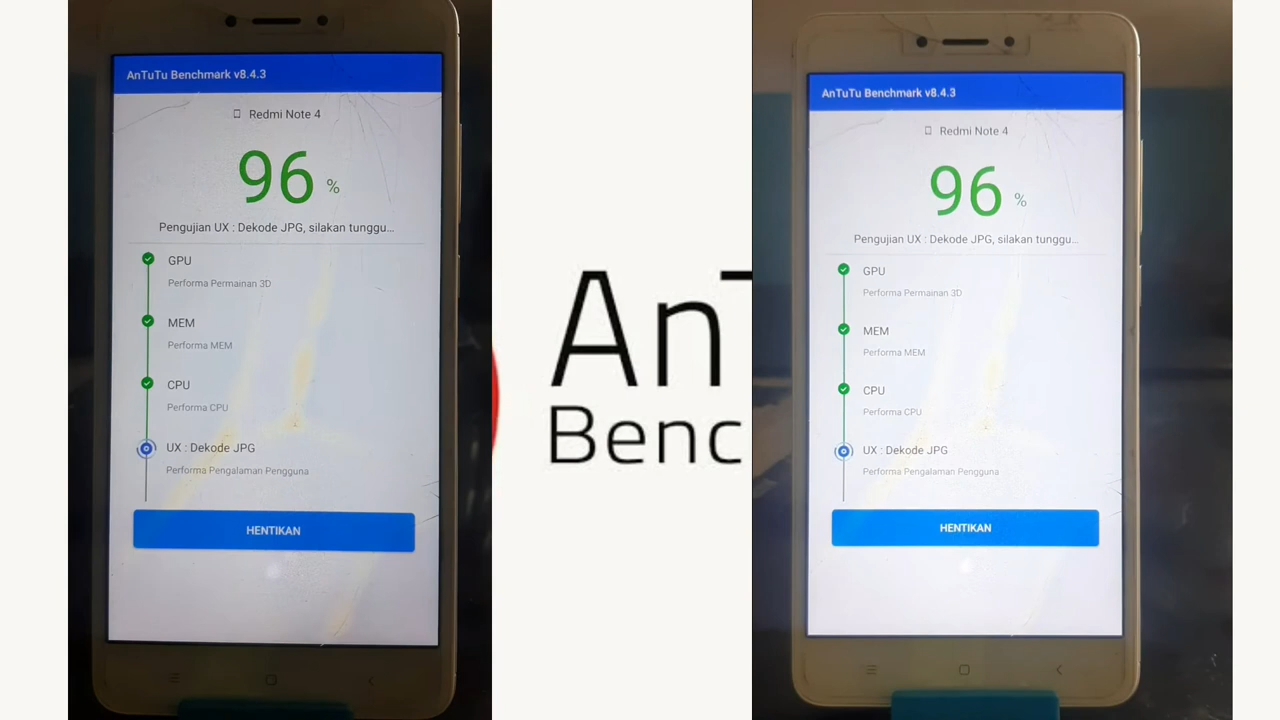 AnTuTu Benchmark v8.4.3
Redmi Note 4
96 %
Pengujian UX : Dekode JPG, silakan tunggu...
GPU
Performa Permainan 3D
MEM
Performa MEM
CPU
Performa CPU
UX : Dekode JPG
Performa Pengalaman Pengguna
HENTIKAN
AnT
Benc
AnTuTu Benchmark v8.4.3
Redmi Note 4
96 %
Pengujian UX : Dekode JPG, silakan tunggu...
GPU
Performa Permainan 3D
MEM
Performa MEM
CPU
Performa CPU
UX : Dekode JPG
Performa Pengalaman Pengguna
HENTIKAN